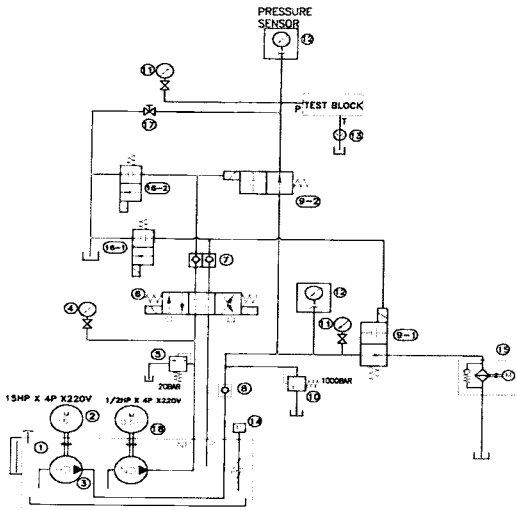 PRESSURE
SENSOR
12
11
P TEST BLOCK
T
17
13
16-2
9-2
16-1
7
4
6
12
11
9-1
15
M
5
20BAR
8
1000BAR
10
15HP X 4P X220V
1/2HP X 4P X220V
2
14
1
3